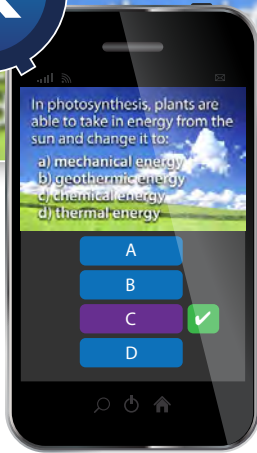 In photosynthesis, plants are
able to take in energy from the
sun and change it to:
a) mechanical energy
b) geothermic energy
c) chemical energy
d) thermal energy
A
B
C
D